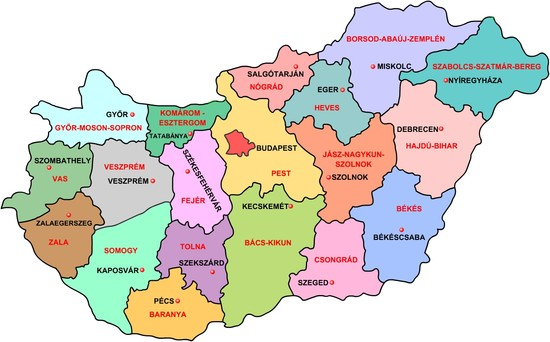 BORSOD-ABAÚJ-ZEMPLÉN
MISKOLC
SZABOLCS-SZATMÁR-BEREG
NYÍREGYHÁZA
SALGÓTARJÁN
NÓGRÁD
EGER
HEVES
GYŐR
GYŐR-MOSON-SOPRON
KOMÁROM -
ESZTERGOM
TATABÁNYA
BUDAPEST
PEST
DEBRECEN
HAJDÚ-BIHAR
JÁSZ-NAGYKUN-
SZOLNOK
SZOLNOK
SZOMBATHELY
VAS
VESZPRÉM
VESZPRÉM
SZÉKESFEHÉRVÁR
FEJÉR
ZALAEGERSZEG
ZALA
SOMOGY
KAPOSVÁR
TOLNA
SZEKSZÁRD
KECSKEMÉT
BÁCS-KIKUN
BÉKÉS
BÉKÉSCSABA
CSONGRÁD
SZEGED
PÉCS
BARANYA